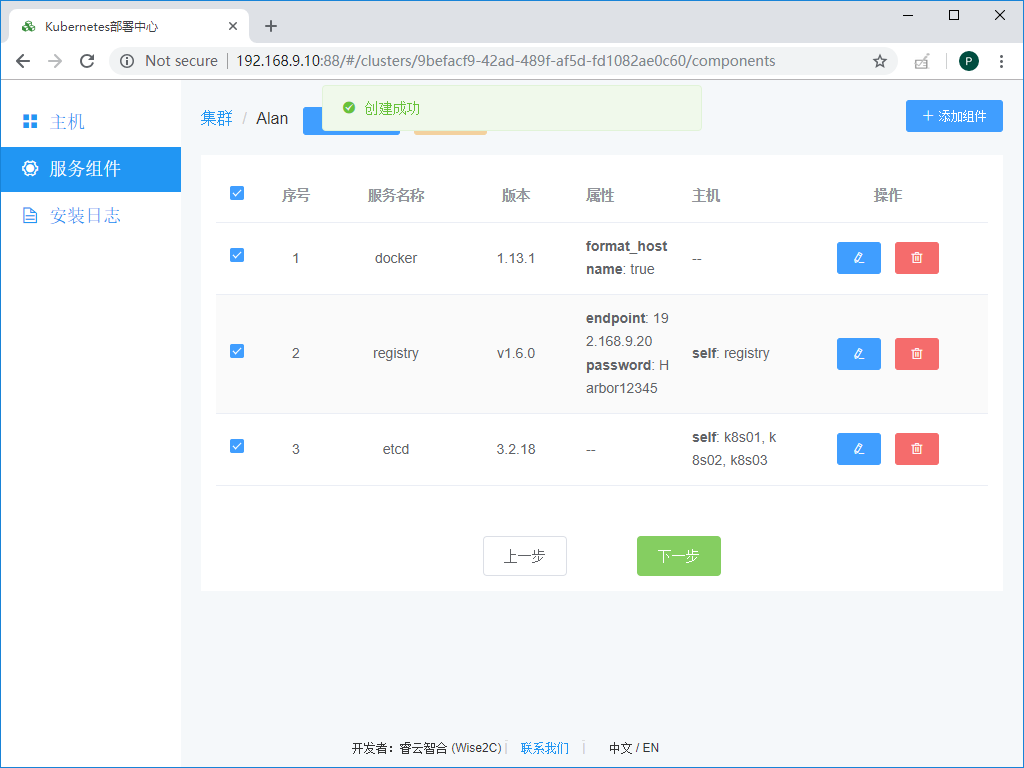 Kubernetes部署中心
Not secure | 192.168.9.10:88/#/clusters/9befacf9-42ad-489f-af5d-fd1082ae0c60/components
P
创建成功
主机
服务组件
安装日志
集群 / Alan
+ 添加组件
序号 服务名称 版本 属性 主机 操作
1 docker 1.13.1 format_host
name: true --
2 registry v1.6.0 endpoint: 19
2.168.9.20
password: H
arbor12345 self: registry
3 etcd 3.2.18 -- self: k8s01, k
8s02, k8s03
上一步 下一步
开发者：睿云智合 (Wise2C) | 联系我们 | 中文 / EN